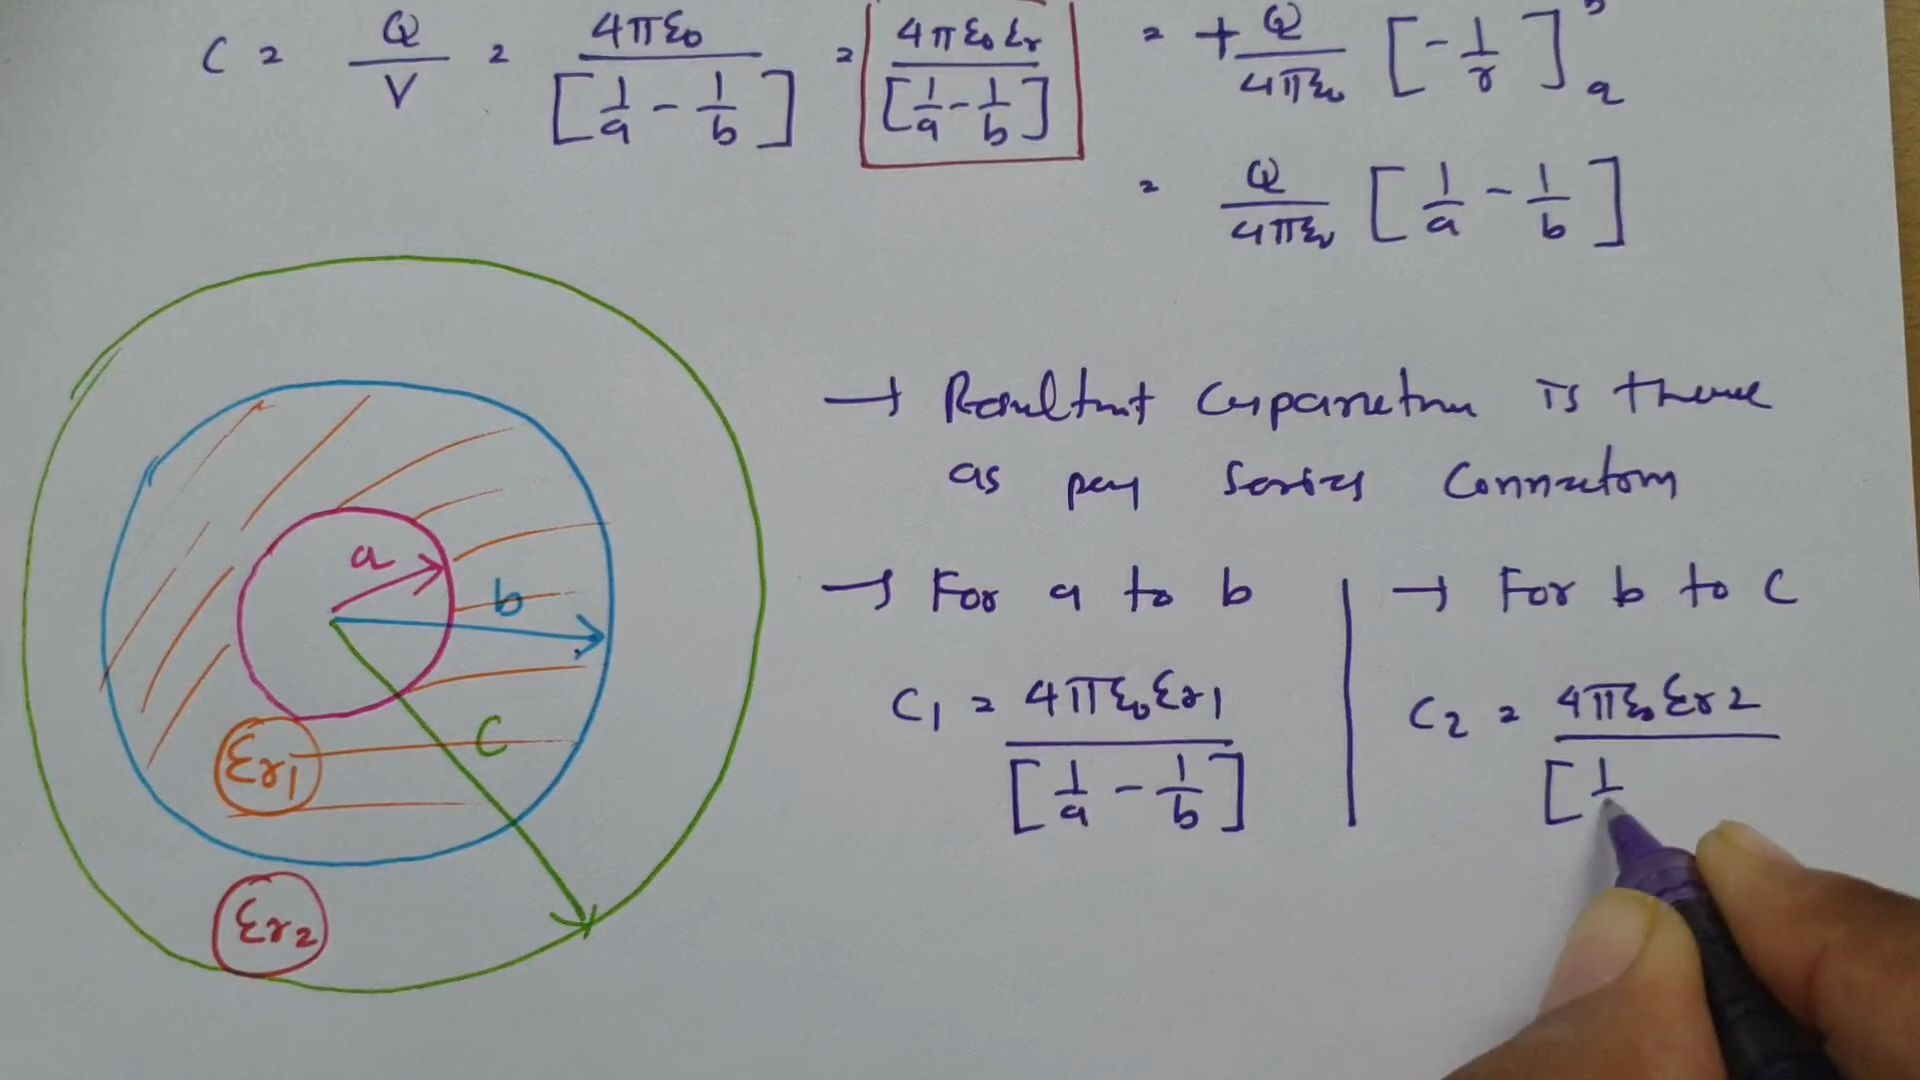 C = Q/V = 4πε₀/[1/a - 1/b] = 4πε₀εr/[1/a - 1/b]
= + Q/4πε₀ [-1/r]ᵇₐ
= Q/4πε₀ [1/a - 1/b]
a
b
c
εr1
εr2
→ Resultant Capacitance is there
as per Series Connection
→ For a to b
C1 = 4πε₀εr1/[1/a - 1/b]
→ For b to c
C2 = 4πε₀εr2/[1